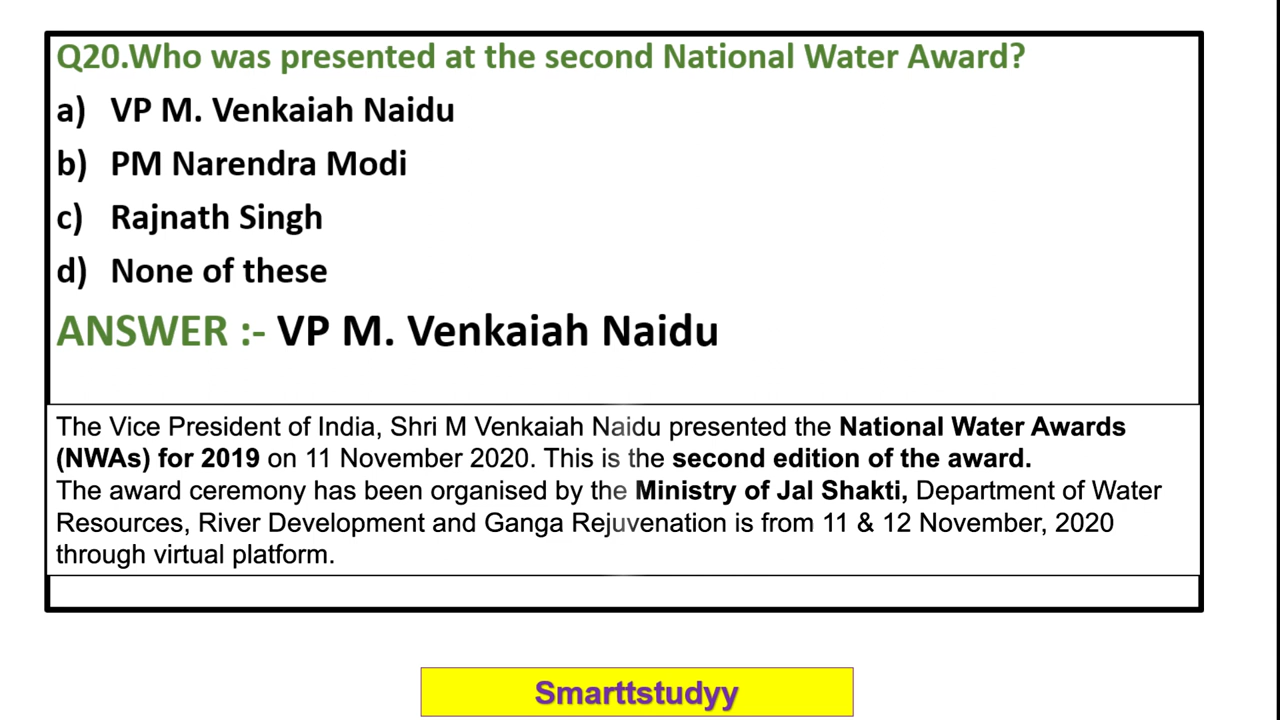 Q20.Who was presented at the second National Water Award?
a) VP M. Venkaiah Naidu
b) PM Narendra Modi
c) Rajnath Singh
d) None of these
ANSWER :- VP M. Venkaiah Naidu
The Vice President of India, Shri M Venkaiah Naidu presented the National Water Awards
(NWAs) for 2019 on 11 November 2020. This is the second edition of the award.
The award ceremony has been organised by the Ministry of Jal Shakti, Department of Water
Resources, River Development and Ganga Rejuvenation is from 11 & 12 November, 2020
through virtual platform.
Smarttstudyy